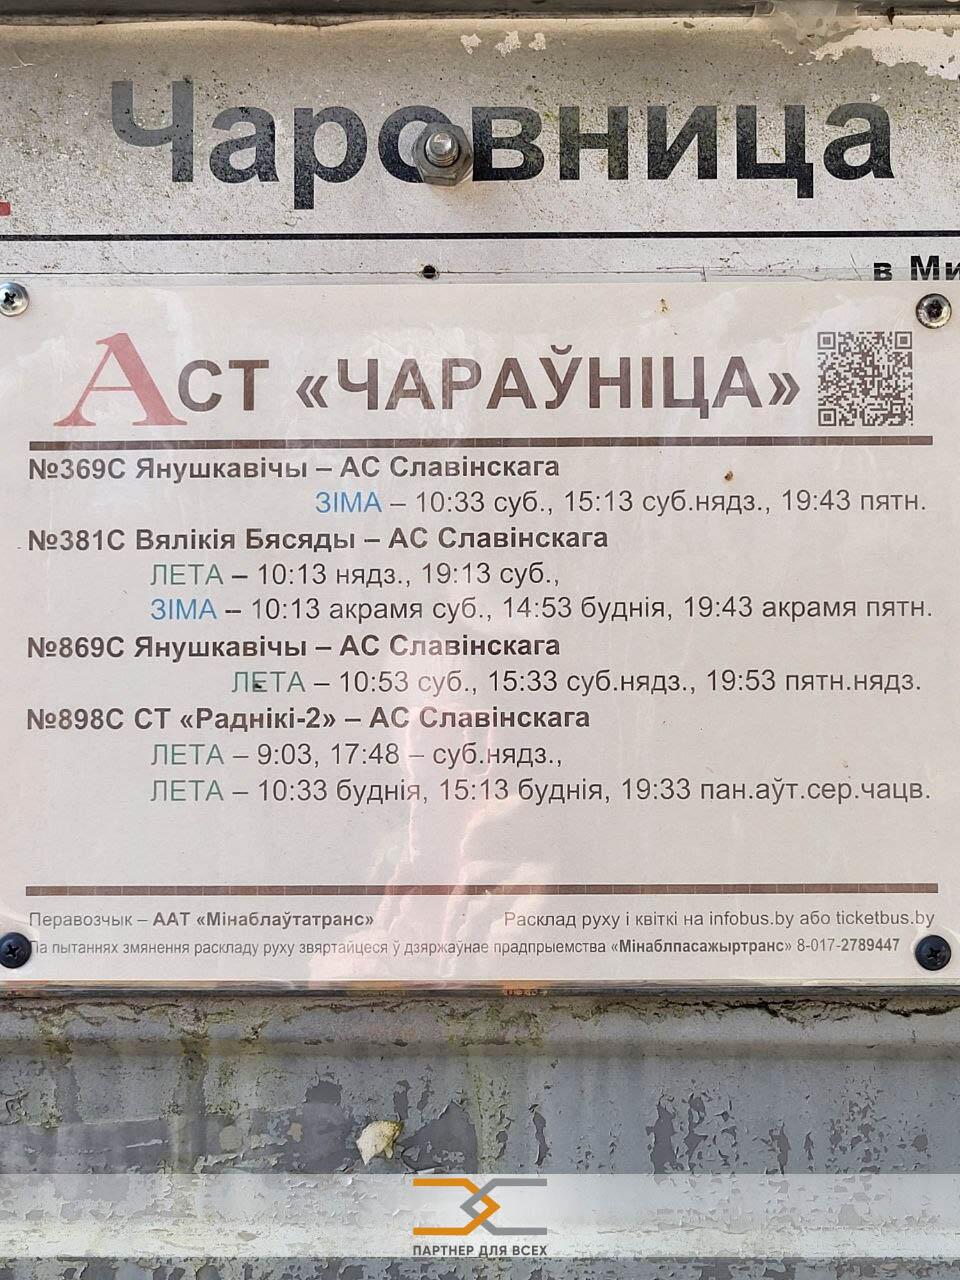 Чаровница
в Ми
Аст «ЧАРАЎНІЦА»
№369С Янушкавічы – АС Славінскага
ЗІМА – 10:33 суб., 15:13 суб.нядз., 19:43 пятн.
№381С Вялікія Бясяды – АС Славінскага
ЛЕТА – 10:13 нядз., 19:13 суб.,
ЗІМА – 10:13 акрамя суб., 14:53 буднія, 19:43 акрамя пятн.
№869С Янушкавічы – АС Славінскага
ЛЕТА – 10:53 суб., 15:33 суб.нядз., 19:53 пятн.нядз.
№898С СТ «Раднікі-2» – АС Славінскага
ЛЕТА – 9:03, 17:48 – суб.нядз.,
ЛЕТА – 10:33 буднія, 15:13 буднія, 19:33 пан.аўт.сер.чацв.
Перавозчык – ААТ «Мінаблаўтатранс» Расклад руху і квіткі на infobus.by або ticketbus.by
Па пытаннях змянення раскладу руху звяртайцеся ў дзяржаўнае прадпрыемства «Мінаблпасажыртранс» 8-017-2789447
ПАРТНЕР ДЛЯ ВСЕХ